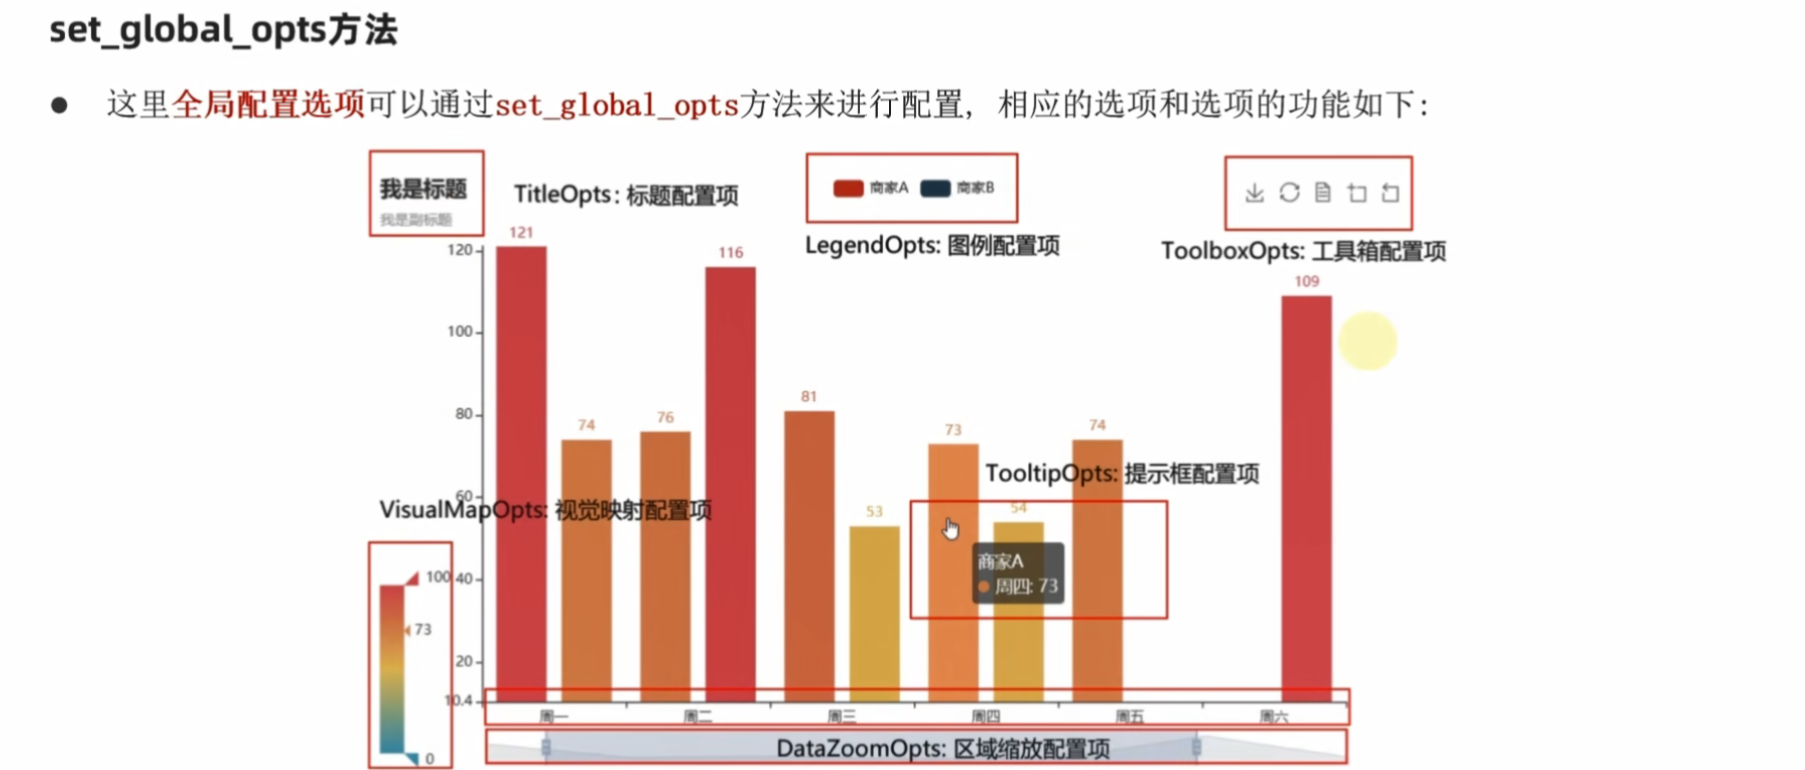 set_global_opts方法
● 这里全局配置选项可以通过set_global_opts方法来进行配置，相应的选项和选项的功能如下：
我是标题
我是副标题
TitleOpts: 标题配置项
商家A 商家B
LegendOpts: 图例配置项
ToolboxOpts: 工具箱配置项
121
116
109
120
100
81
80
74
76
73
74
TooltipOpts: 提示框配置项
60
VisualMapOpts: 视觉映射配置项
53
54
商家A
周四: 73
100
40
73
20
10.4
0
周一 周二 周三 周四 周五 周六
DataZoomOpts: 区域缩放配置项